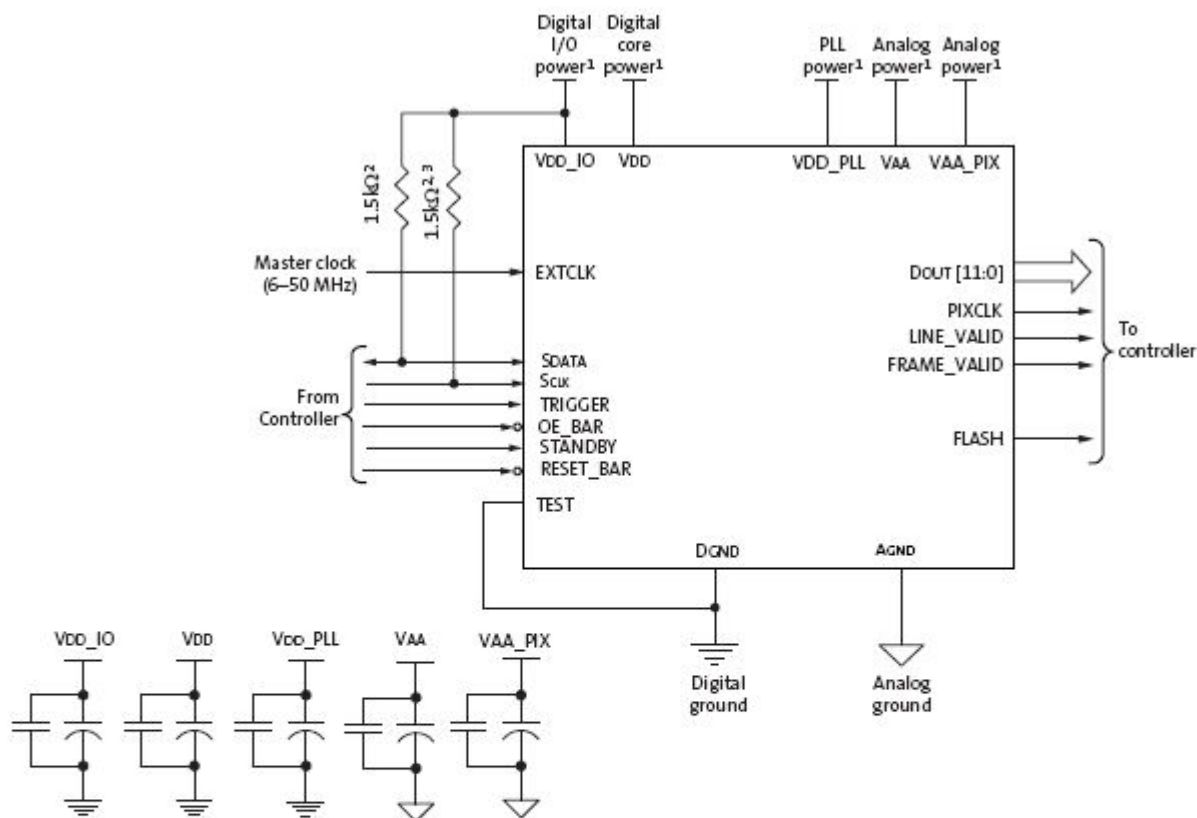 Digital
I/O
power¹
Digital
core
power¹
PLL
power¹
Analog
power¹
Analog
power¹
VDD_IO
VDD
VDD_PLL
VAA
VAA_PIX
1.5kΩ²
1.5kΩ²,³
Master clock
(6–50 MHz)
EXTCLK
DOUT [11:0]
PIXCLK
LINE_VALID
FRAME_VALID
To
controller
From
Controller
SDATA
SCLK
TRIGGER
OE_BAR
STANDBY
RESET_BAR
FLASH
TEST
DGND
AGND
Digital
ground
Analog
ground
VDD_IO
VDD
VDD_PLL
VAA
VAA_PIX